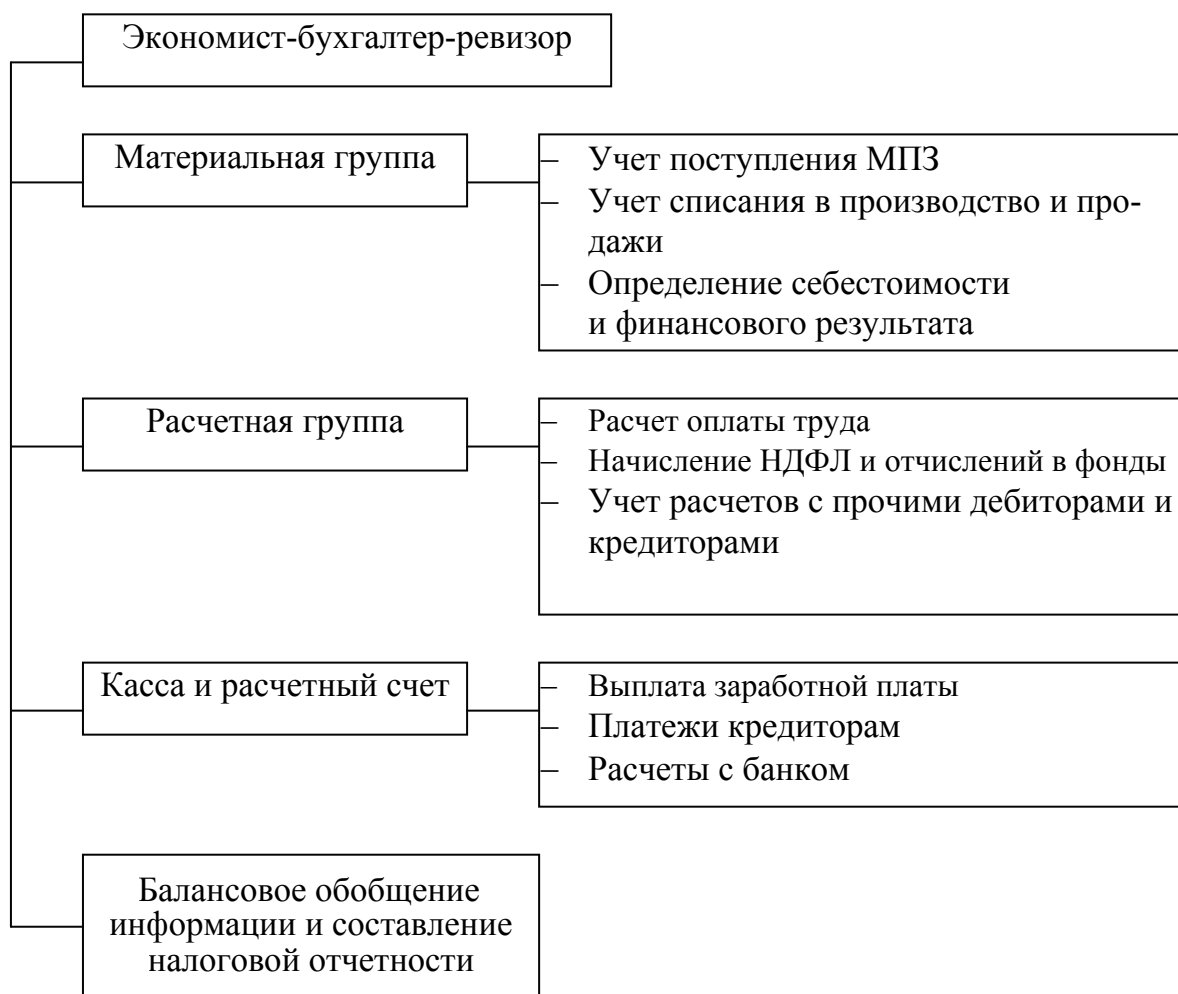 Экономист-бухгалтер-ревизор
Материальная группа
– Учет поступления МПЗ
– Учет списания в производство и про-
дажи
– Определение себестоимости
и финансового результата
Расчетная группа
– Расчет оплаты труда
– Начисление НДФЛ и отчислений в фонды
– Учет расчетов с прочими дебиторами и
кредиторами
Касса и расчетный счет
– Выплата заработной платы
– Платежи кредиторам
– Расчеты с банком
Балансовое обобщение
информации и составление
налоговой отчетности